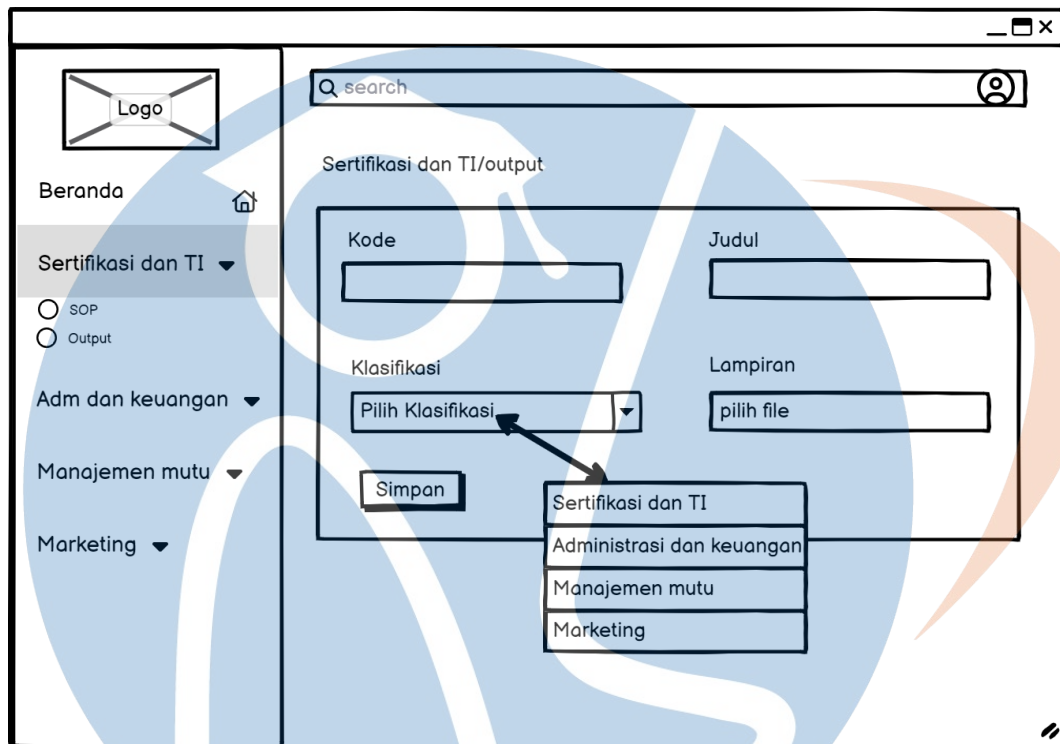 Logo
search
Beranda
Sertifikasi dan TI
SOP
Output
Adm dan keuangan
Manajemen mutu
Marketing
Sertifikasi dan TI/output
Kode
Judul
Klasifikasi
Lampiran
Pilih Klasifikasi
pilih file
Simpan
Sertifikasi dan TI
Administrasi dan keuangan
Manajemen mutu
Marketing